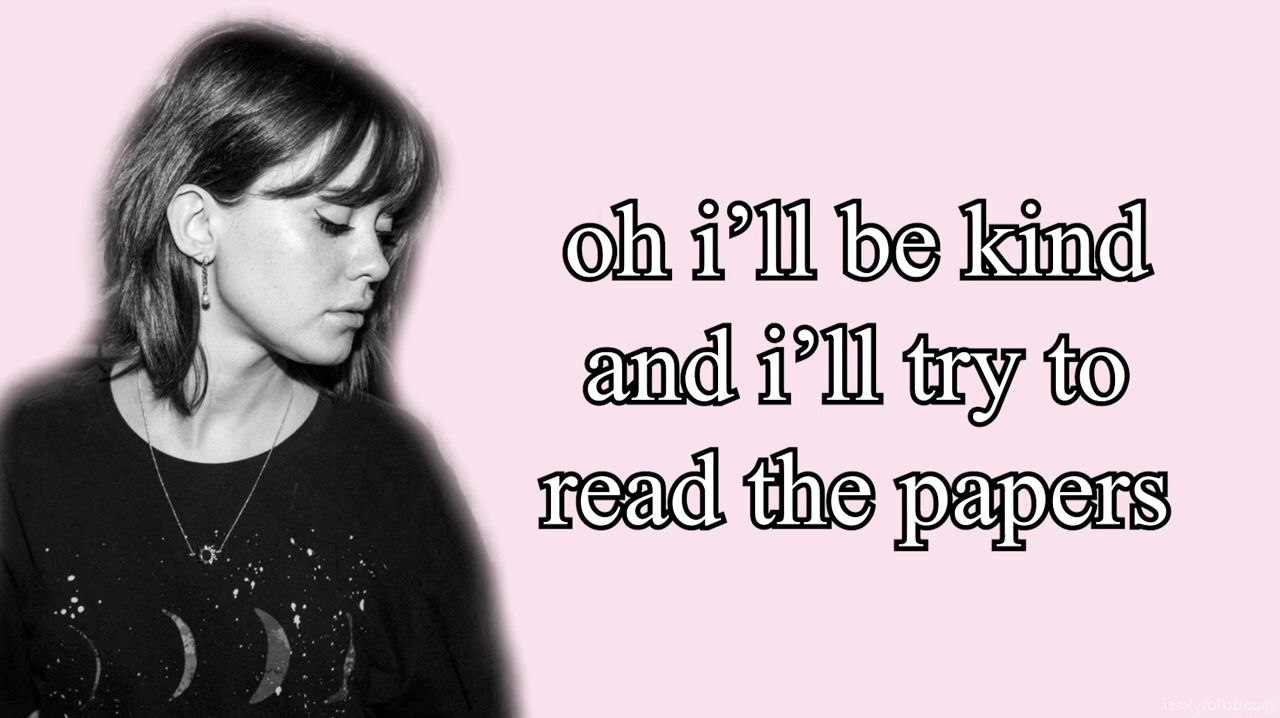 oh i’ll be kind
and i’ll try to
read the papers